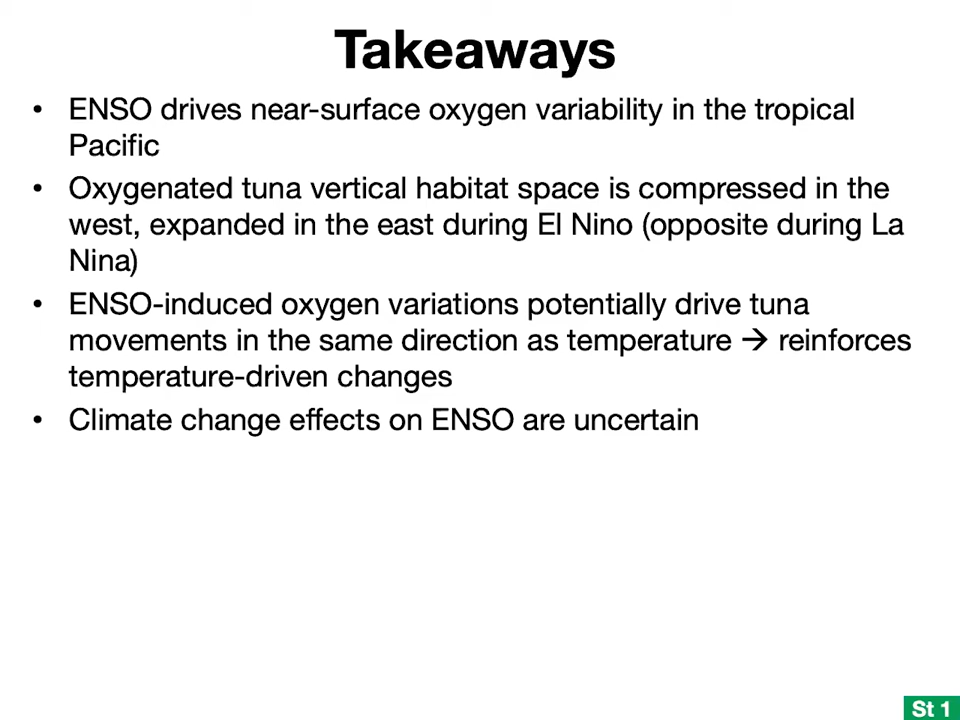 Takeaways
• ENSO drives near-surface oxygen variability in the tropical
Pacific
• Oxygenated tuna vertical habitat space is compressed in the
west, expanded in the east during El Nino (opposite during La
Nina)
• ENSO-induced oxygen variations potentially drive tuna
movements in the same direction as temperature → reinforces
temperature-driven changes
• Climate change effects on ENSO are uncertain
St 1